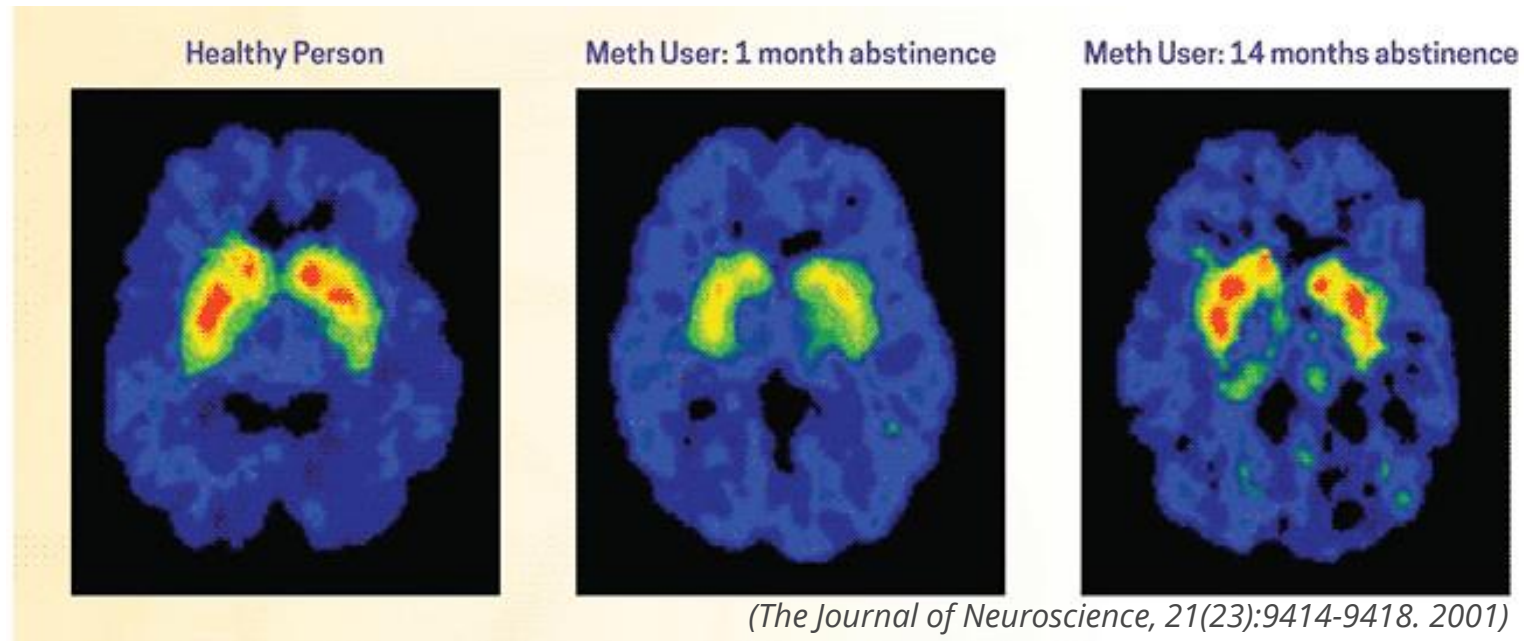 Healthy Person
Meth User: 1 month abstinence
Meth User: 14 months abstinence
(The Journal of Neuroscience, 21(23):9414-9418. 2001)